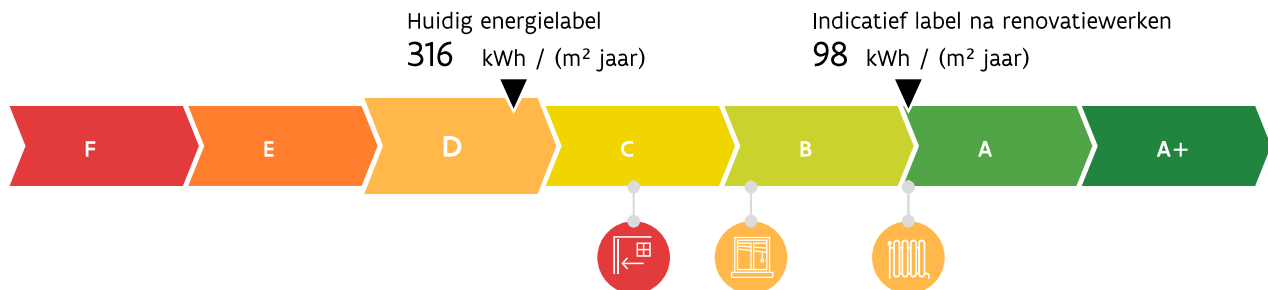 Huidig energielabel
316 kWh / (m² jaar)
Indicatief label na renovatiewerken
98 kWh / (m² jaar)
F E D C B A A+